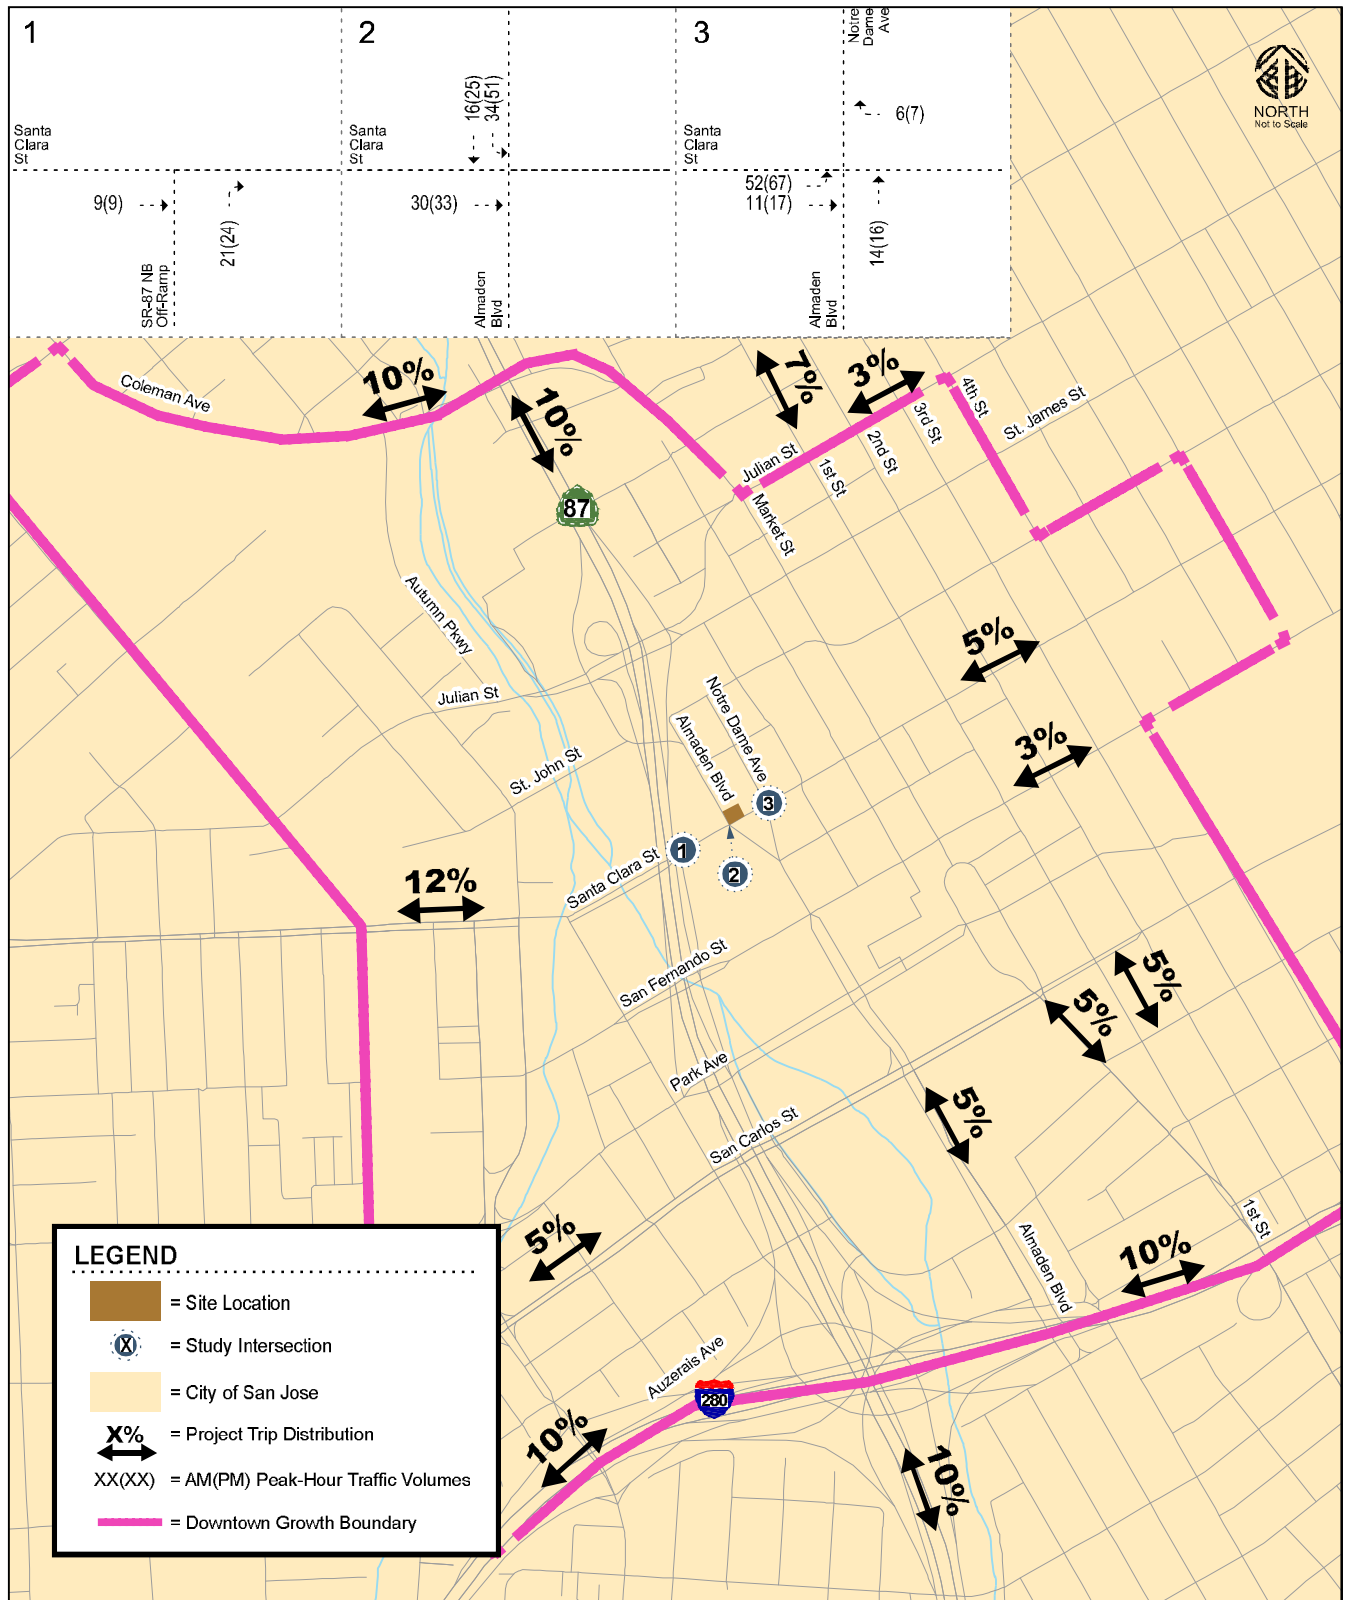 1
Santa
Clara
St
9(9)
21(24)
SR-87 NB
Off-Ramp
2
Santa
Clara
St
16(25)
34(51)
30(33)
Almaden
Blvd
3
Santa
Clara
St
Notre
Dame
Ave
6(7)
52(67)
11(17)
14(16)
Almaden
Blvd
NORTH
Not to Scale
10%
Coleman Ave
10%
7%
3%
4th St
St. James St
3rd St
2nd St
1st St
Julian St
Market St
87
Autumn Pkwy
5%
Julian St
Notre Dame Ave
Almaden Blvd
3%
St. John St
3
1
2
Santa Clara St
12%
San Fernando St
5%
5%
Park Ave
5%
San Carlos St
5%
1st St
Almaden Blvd
10%
Auzerais Ave
280
10%
10%
LEGEND
= Site Location
X = Study Intersection
= City of San Jose
X% = Project Trip Distribution
XX(XX) = AM(PM) Peak-Hour Traffic Volumes
= Downtown Growth Boundary